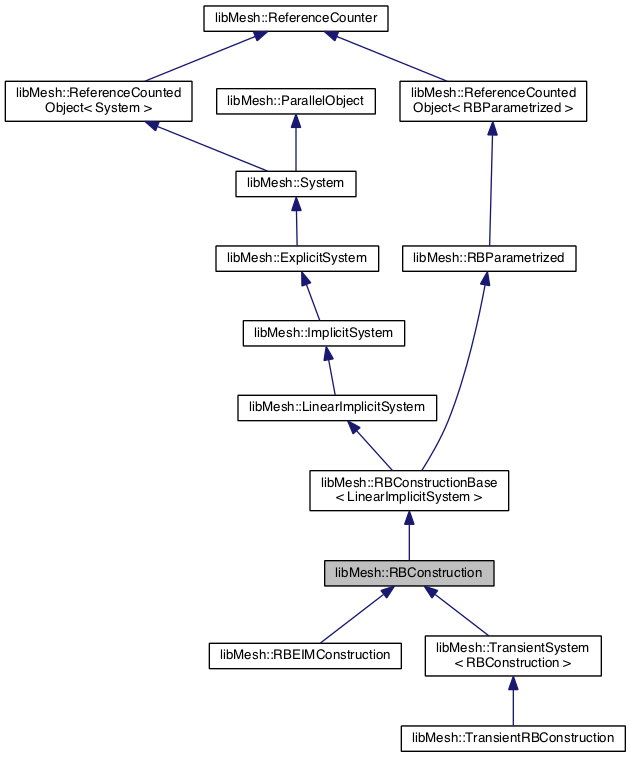 libMesh::ReferenceCounter
libMesh::ReferenceCounted
Object< System >
libMesh::ParallelObject
libMesh::ReferenceCounted
Object< RBParametrized >
libMesh::System
libMesh::ExplicitSystem
libMesh::RBParametrized
libMesh::ImplicitSystem
libMesh::LinearImplicitSystem
libMesh::RBConstructionBase
< LinearImplicitSystem >
libMesh::RBConstruction
libMesh::RBEIMConstruction
libMesh::TransientSystem
< RBConstruction >
libMesh::TransientRBConstruction